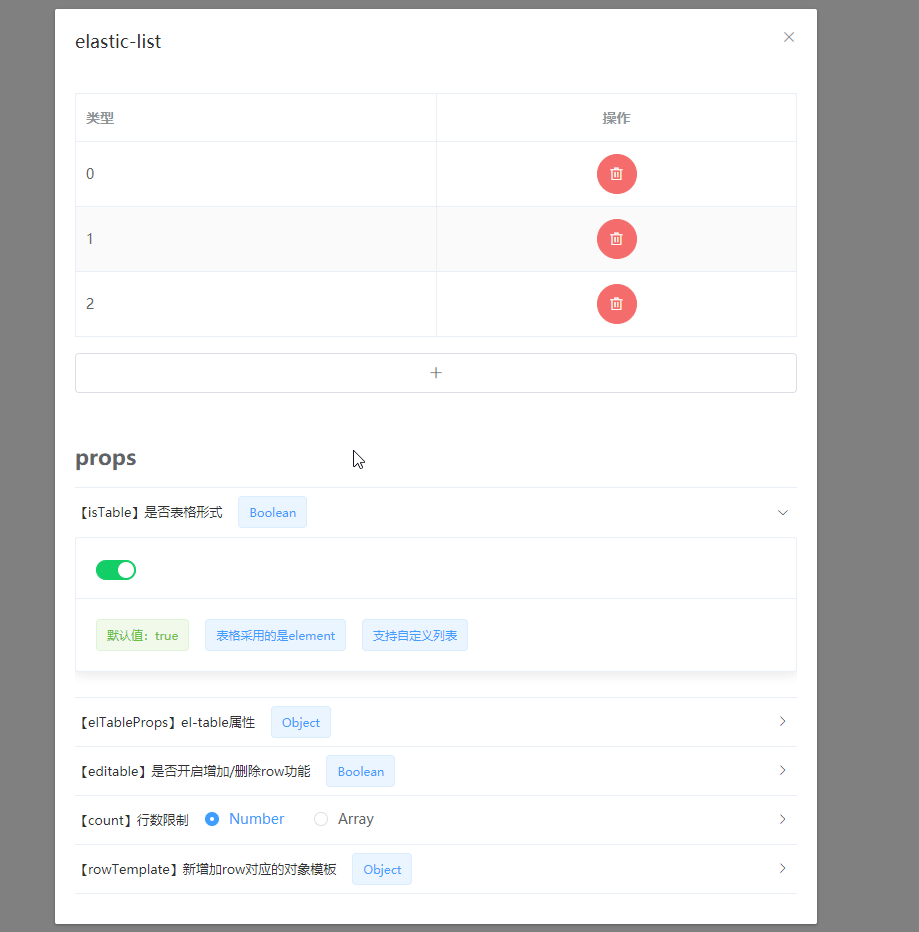 elastic-list
类型 操作
0
1
2
props
【isTable】是否表格形式 Boolean
默认值：true 表格采用的是element 支持自定义列表
【elTableProps】el-table属性 Object
【editable】是否开启增加/删除row功能 Boolean
【count】行数限制 Number Array
【rowTemplate】新增加row对应的对象模板 Object